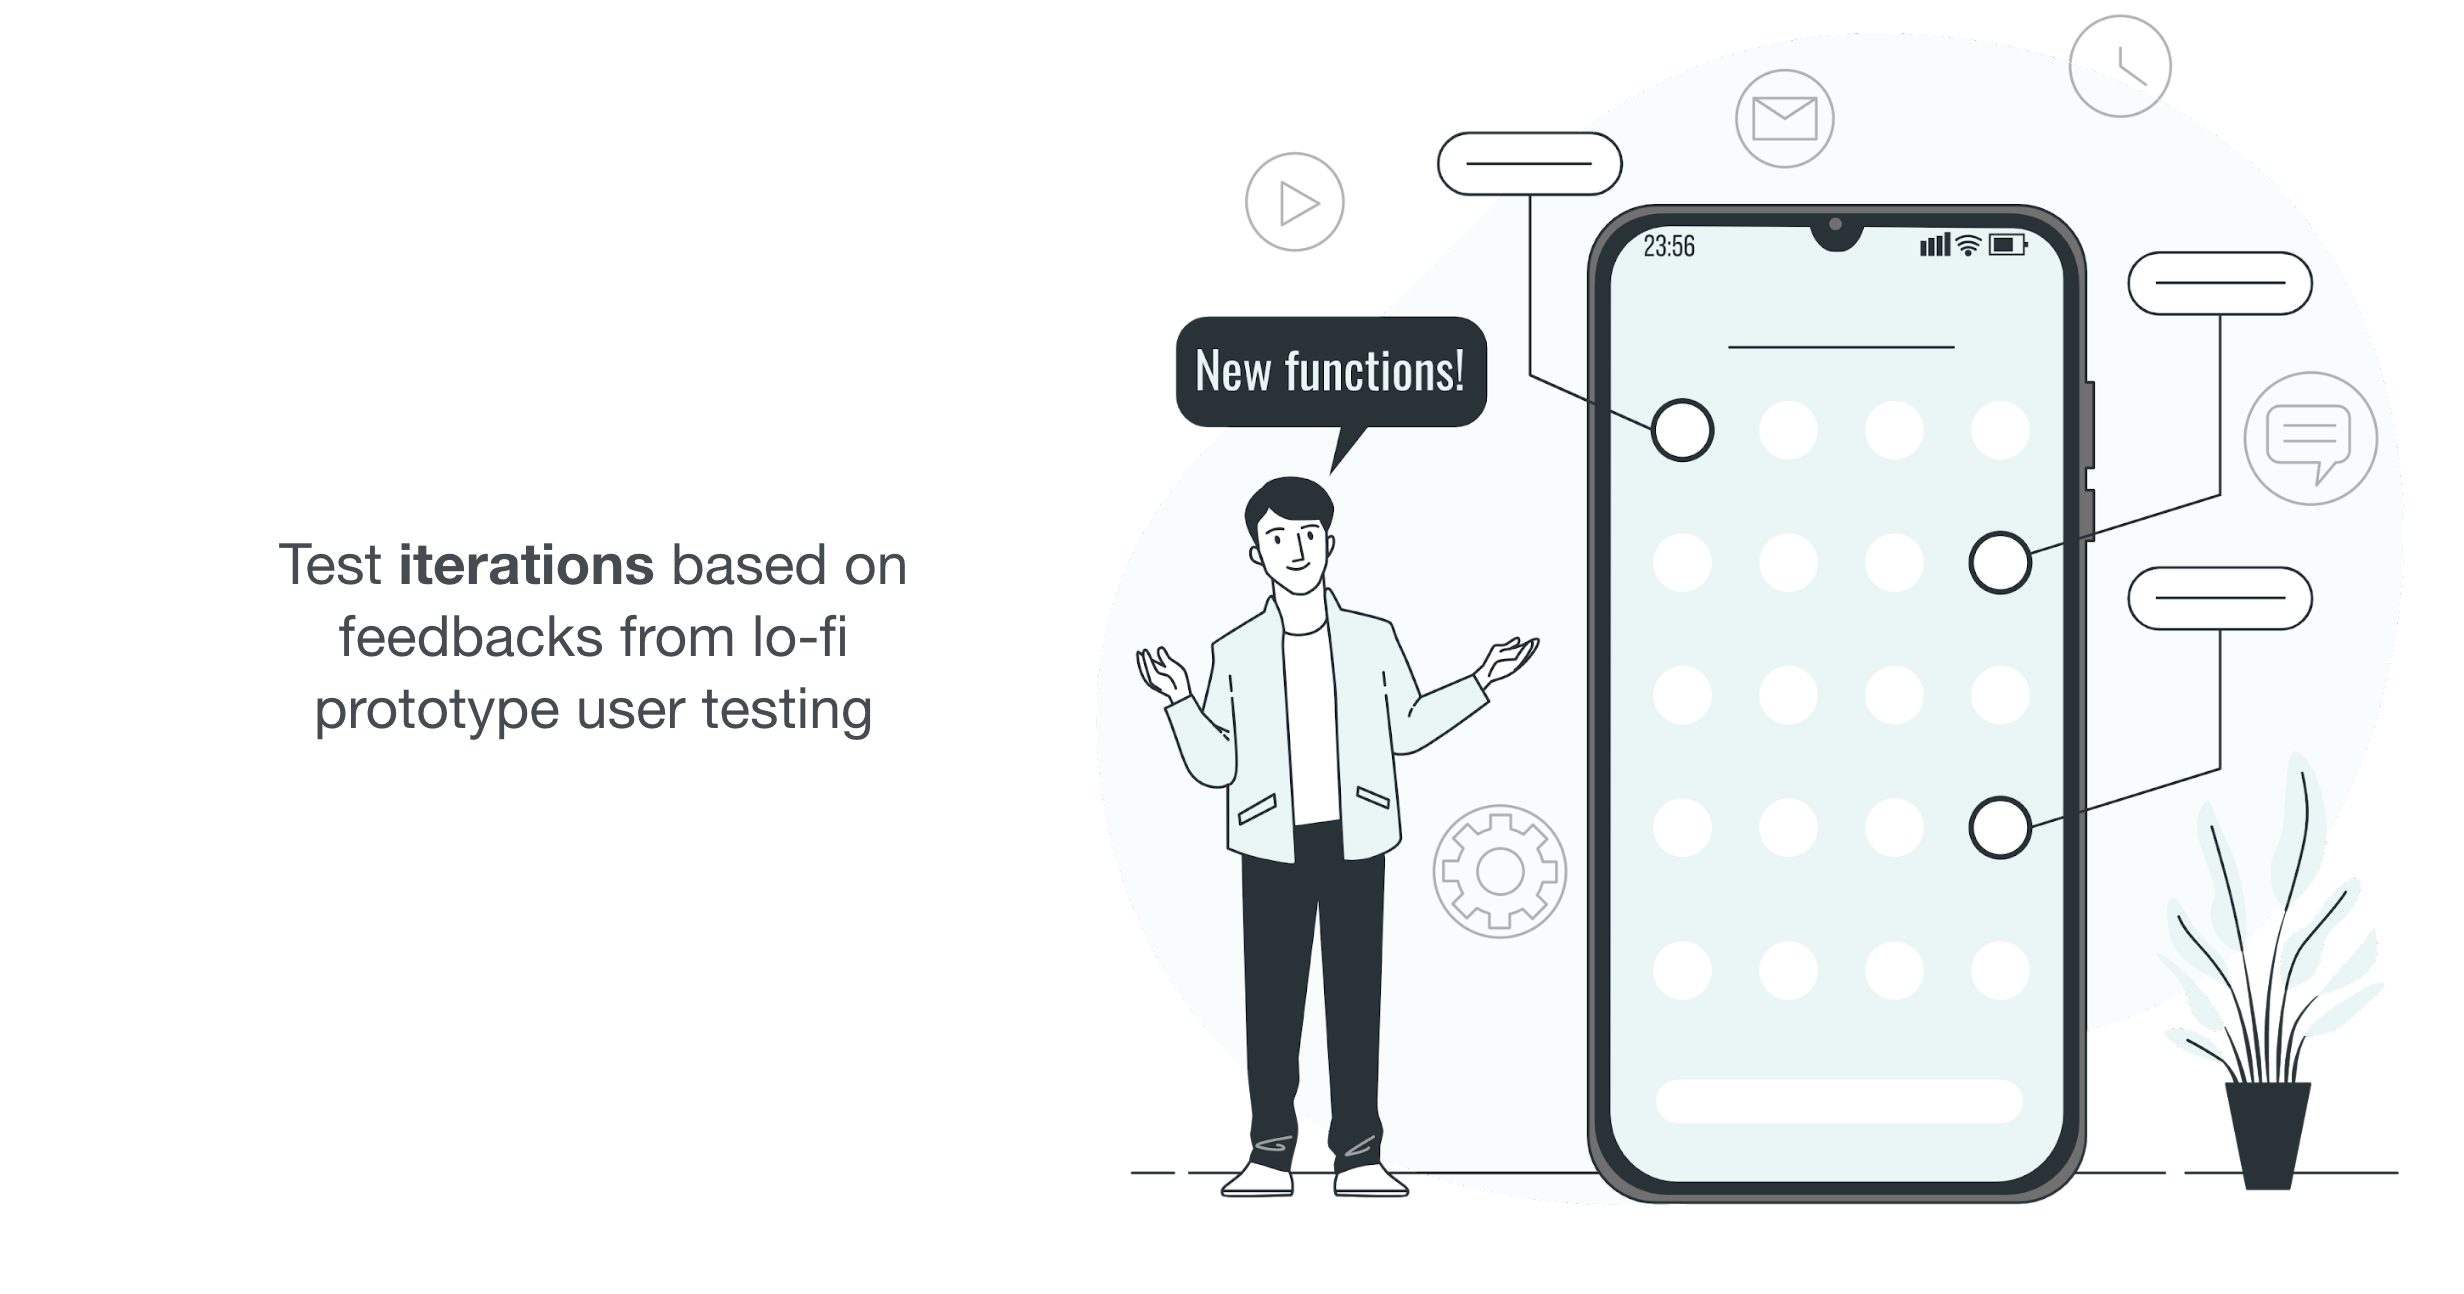 Test iterations based on
feedbacks from lo-fi
prototype user testing
New functions!
23:56